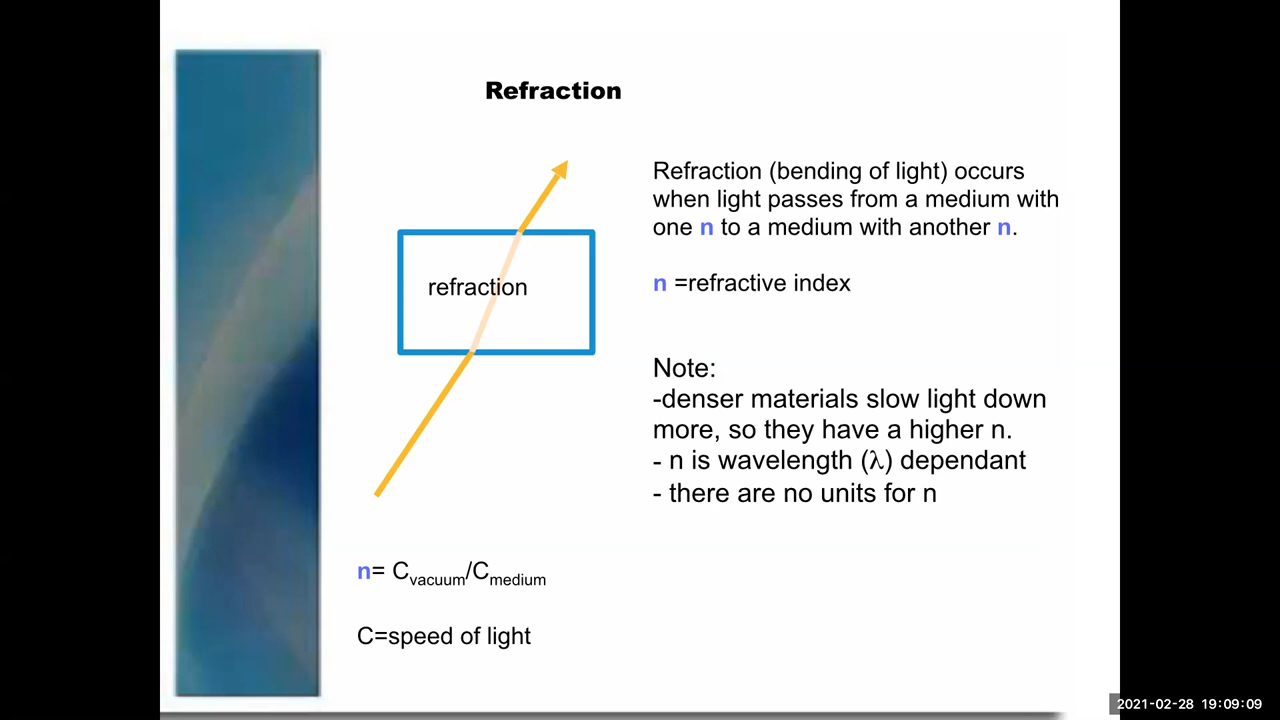 Refraction
Refraction (bending of light) occurs
when light passes from a medium with
one n to a medium with another n.
refraction
n =refractive index
Note:
-denser materials slow light down
more, so they have a higher n.
- n is wavelength (λ) dependant
- there are no units for n
n= Cvacuum/Cmedium
C=speed of light
2021-02-28 19:09:09